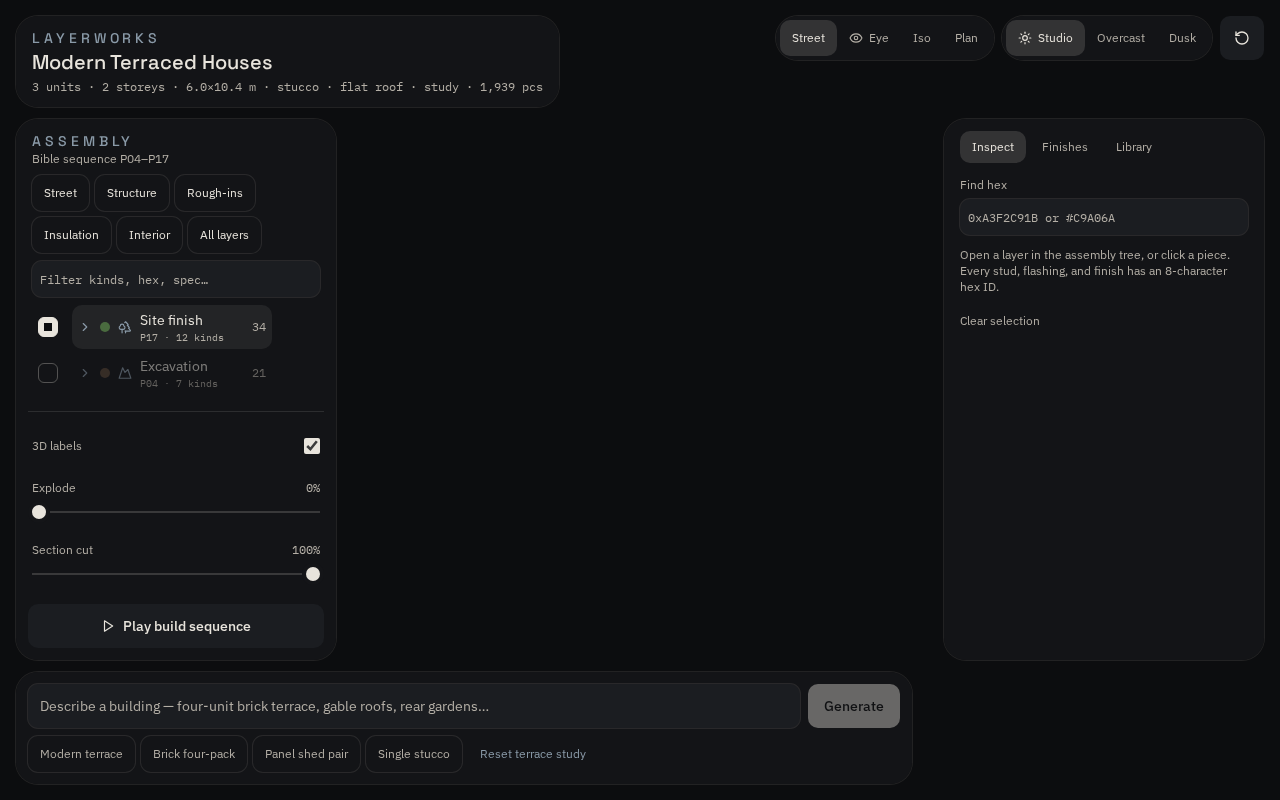 LAYERWORKS
Modern Terraced Houses
3 units · 2 storeys · 6.0×10.4 m · stucco · flat roof · study · 1,939 pcs
Street Eye Iso Plan Studio Overcast Dusk
ASSEMBLY
Bible sequence P04–P17
Street Structure Rough-ins
Insulation Interior All layers
Filter kinds, hex, spec…
Site finish 34
P17 · 12 kinds
Excavation 21
P04 · 7 kinds
3D labels
Explode 0%
Section cut 100%
Play build sequence
Inspect Finishes Library
Find hex
0xA3F2C91B or #C9A06A
Open a layer in the assembly tree, or click a piece.
Every stud, flashing, and finish has an 8-character
hex ID.
Clear selection
Describe a building — four-unit brick terrace, gable roofs, rear gardens…
Generate
Modern terrace Brick four-pack Panel shed pair Single stucco Reset terrace study